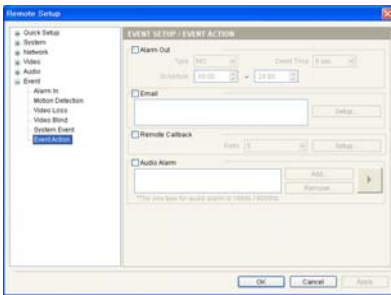 Remote Setup
Quick Setup
System
Network
Video
Audio
Event
Alarm In
Motion Detection
Video Loss
Video Blind
System Event
Event Action
EVENT SETUP / EVENT ACTION
Alarm Out
Type NO Event Time 5 sec.
Schedule 00:00 ~ 24:00
Email
Setup...
Remote Callback
Retry 5 Setup...
Audio Alarm
Add...
Remove
OK Cancel Apply